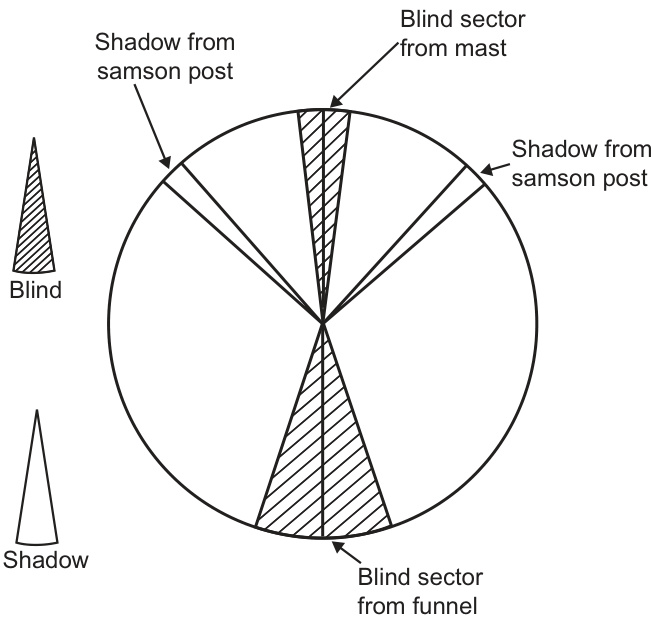 Blind sector
from mast
Shadow from
samson post
Shadow from
samson post
Blind
Shadow
Blind sector
from funnel